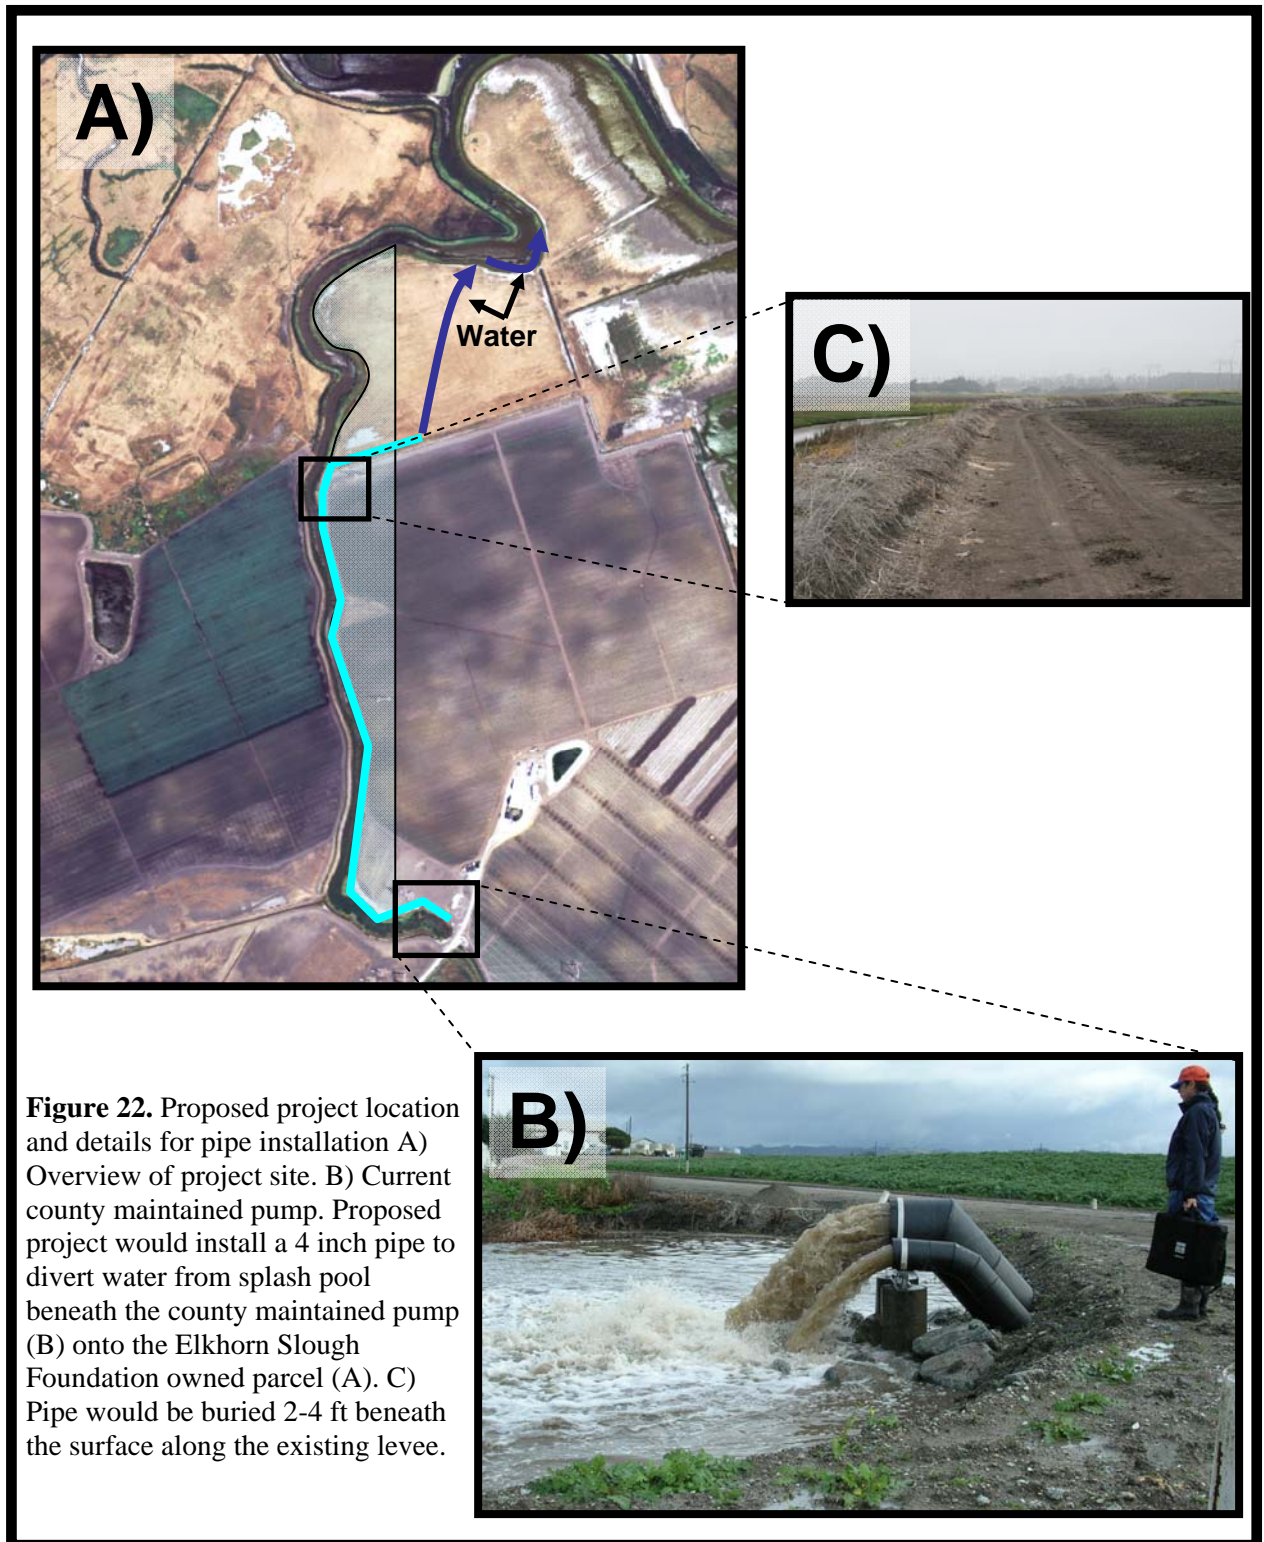 A)
Water
C)
B)
Figure 22. Proposed project location
and details for pipe installation A)
Overview of project site. B) Current
county maintained pump. Proposed
project would install a 4 inch pipe to
divert water from splash pool
beneath the county maintained pump
(B) onto the Elkhorn Slough
Foundation owned parcel (A). C)
Pipe would be buried 2-4 ft beneath
the surface along the existing levee.